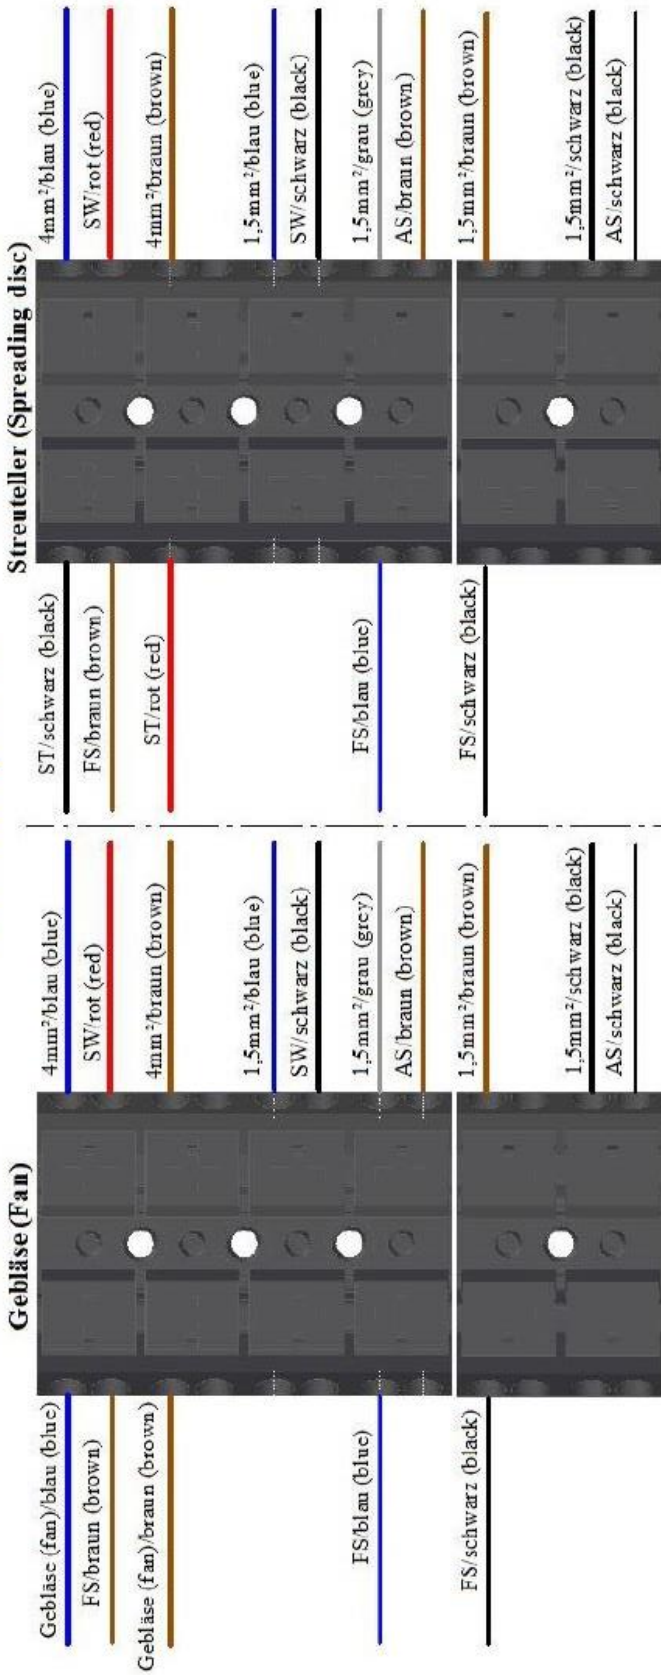 Gebläse (Fan)
Gebläse (fan)/blau (blue)
FS/braun (brown)
Gebläse (fan)/braun (brown)
FS/blau (blue)
FS/schwarz (black)
4mm²/blau (blue)
SW/rot (red)
4mm²/braun (brown)
1,5mm²/blau (blue)
SW/schwarz (black)
1,5mm²/grau (grey)
AS/braun (brown)
1,5mm²/braun (brown)
1,5mm²/schwarz (black)
AS/schwarz (black)
Streuteller (Spreading disc)
ST/schwarz (black)
FS/braun (brown)
ST/rot (red)
FS/blau (blue)
FS/schwarz (black)
4mm²/blau (blue)
SW/rot (red)
4mm²/braun (brown)
1,5mm²/blau (blue)
SW/schwarz (black)
1,5mm²/grau (grey)
AS/braun (brown)
1,5mm²/braun (brown)
1,5mm²/schwarz (black)
AS/schwarz (black)